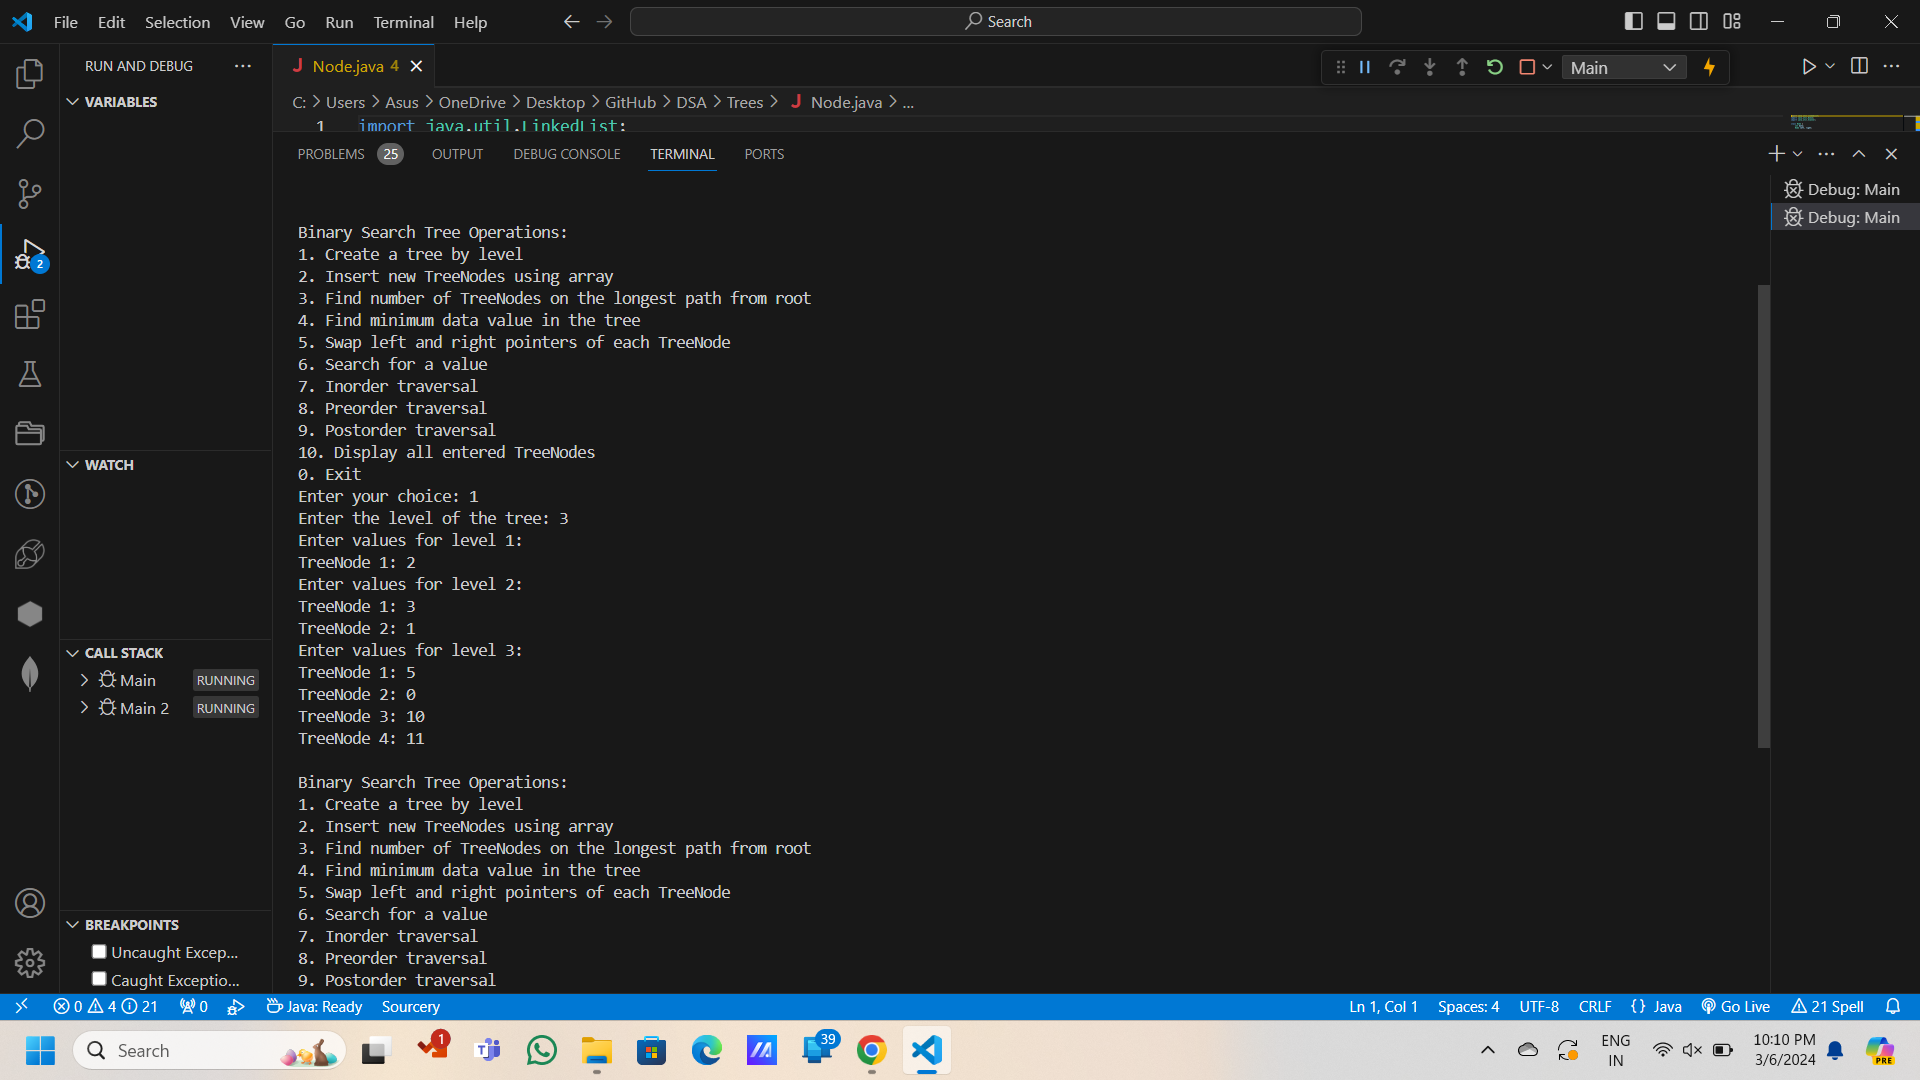 File Edit Selection View Go Run Terminal Help
Search
RUN AND DEBUG
Node.java 4
Main
VARIABLES
C: > Users > Asus > OneDrive > Desktop > GitHub > DSA > Trees > Node.java > ...
1 import java.util.LinkedList;
PROBLEMS 25 OUTPUT DEBUG CONSOLE TERMINAL PORTS
Debug: Main
Debug: Main
Binary Search Tree Operations:
1. Create a tree by level
2. Insert new TreeNodes using array
3. Find number of TreeNodes on the longest path from root
4. Find minimum data value in the tree
5. Swap left and right pointers of each TreeNode
6. Search for a value
7. Inorder traversal
8. Preorder traversal
9. Postorder traversal
10. Display all entered TreeNodes
0. Exit
Enter your choice: 1
Enter the level of the tree: 3
Enter values for level 1:
TreeNode 1: 2
Enter values for level 2:
TreeNode 1: 3
TreeNode 2: 1
Enter values for level 3:
TreeNode 1: 5
TreeNode 2: 0
TreeNode 3: 10
TreeNode 4: 11
Binary Search Tree Operations:
1. Create a tree by level
2. Insert new TreeNodes using array
3. Find number of TreeNodes on the longest path from root
4. Find minimum data value in the tree
5. Swap left and right pointers of each TreeNode
6. Search for a value
7. Inorder traversal
8. Preorder traversal
9. Postorder traversal
2
WATCH
CALL STACK
Main RUNNING
Main 2 RUNNING
BREAKPOINTS
Uncaught Excep...
Caught Exceptio...
0 4 21 0 Java: Ready Sourcery Ln 1, Col 1 Spaces: 4 UTF-8 CRLF {} Java Go Live 21 Spell
Search
1
39
ENG
IN
10:10 PM
3/6/2024
PRE